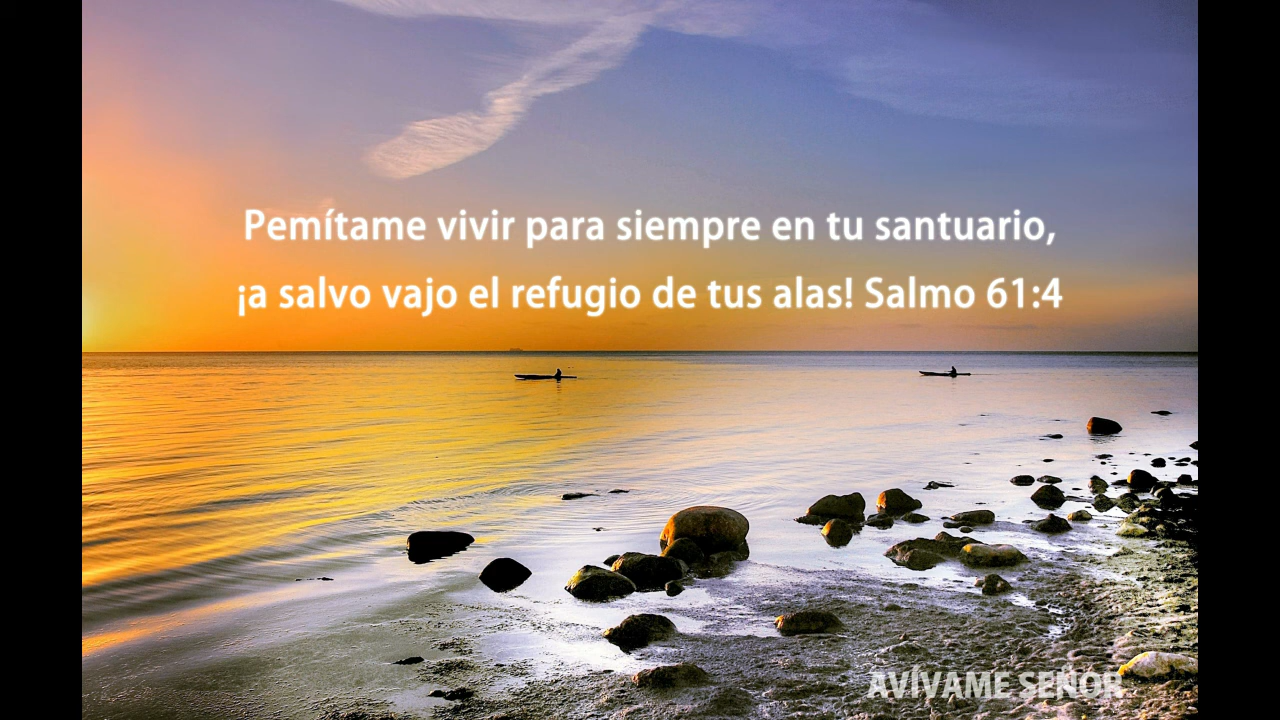 Pemítame vivir para siempre en tu santuario,
¡a salvo vajo el refugio de tus alas! Salmo 61:4
AVÍVAME SEÑOR